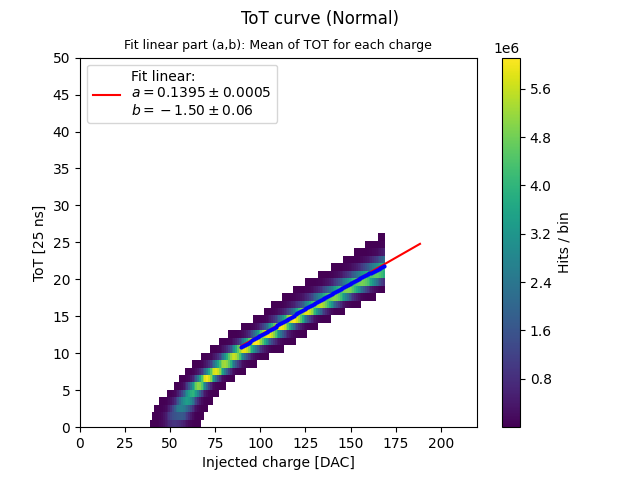 ToT curve (Normal)
Fit linear part (a,b): Mean of TOT for each charge
1e6
Fit linear:
a = 0.1395 ± 0.0005
b = −1.50 ± 0.06
50
45
40
35
30
25
20
15
10
5
0
ToT [25 ns]
0 25 50 75 100 125 150 175 200
Injected charge [DAC]
5.6
4.8
4.0
3.2
2.4
1.6
0.8
Hits / bin